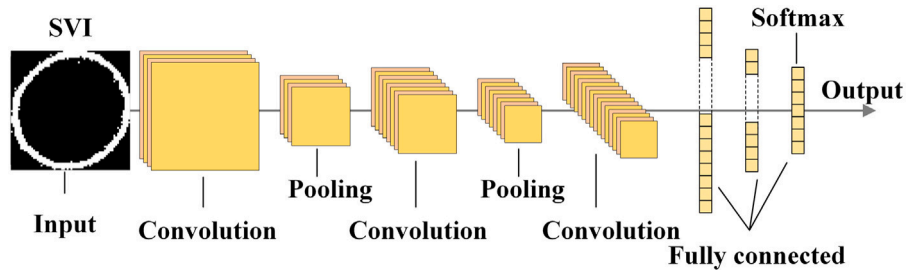 SVI
Softmax
Output
Pooling
Pooling
Input
Convolution
Convolution
Convolution
Fully connected